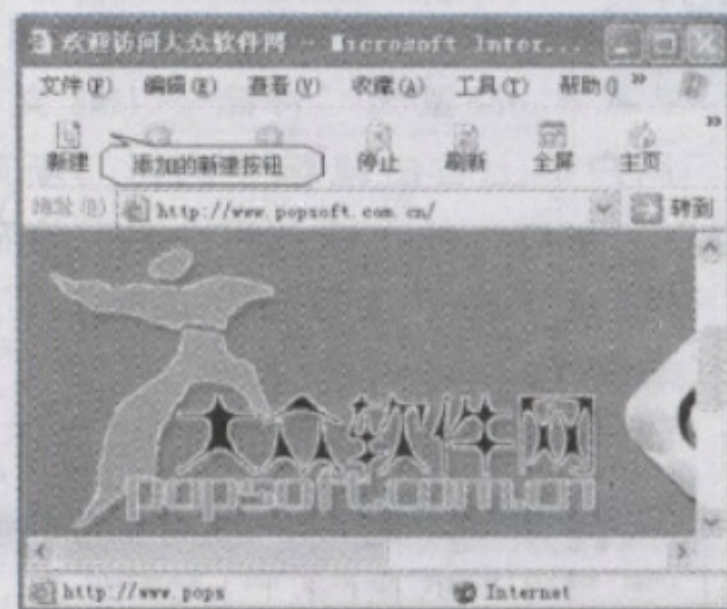 欢迎访问大众软件网 - Microsoft Inter...
文件(F) 编辑(E) 查看(V) 收藏(A) 工具(T) 帮助( »
新建 停止 刷新 全屏 主页 »
添加的新建按钮
地址(D) http://www.popsoft.com.cn/ 转到
大众软件网
popsoft.com.cn
http://www.pops Internet